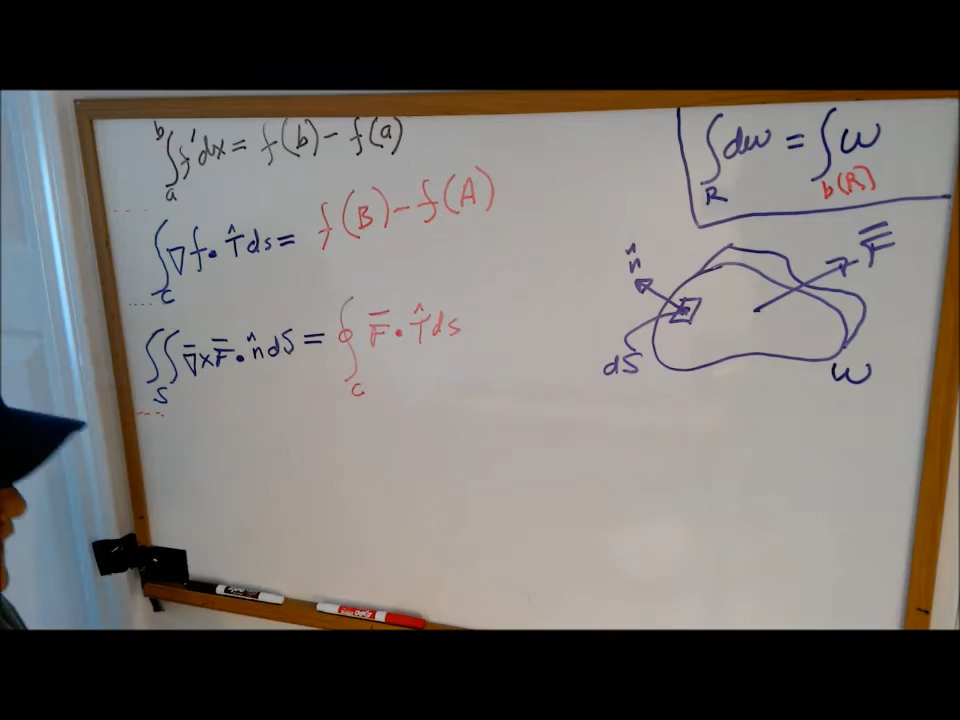 ∫_a^b f'dx = f(b) - f(a)
∫_C ∇f • T̂ ds = f(B) - f(A)
∬_S ∇̄ x F̄ • n̂ dS = ∮_C F̄ • T̂ ds
∫_R dω = ∫_{b(R)} ω
n̂
F̄
dS
ω